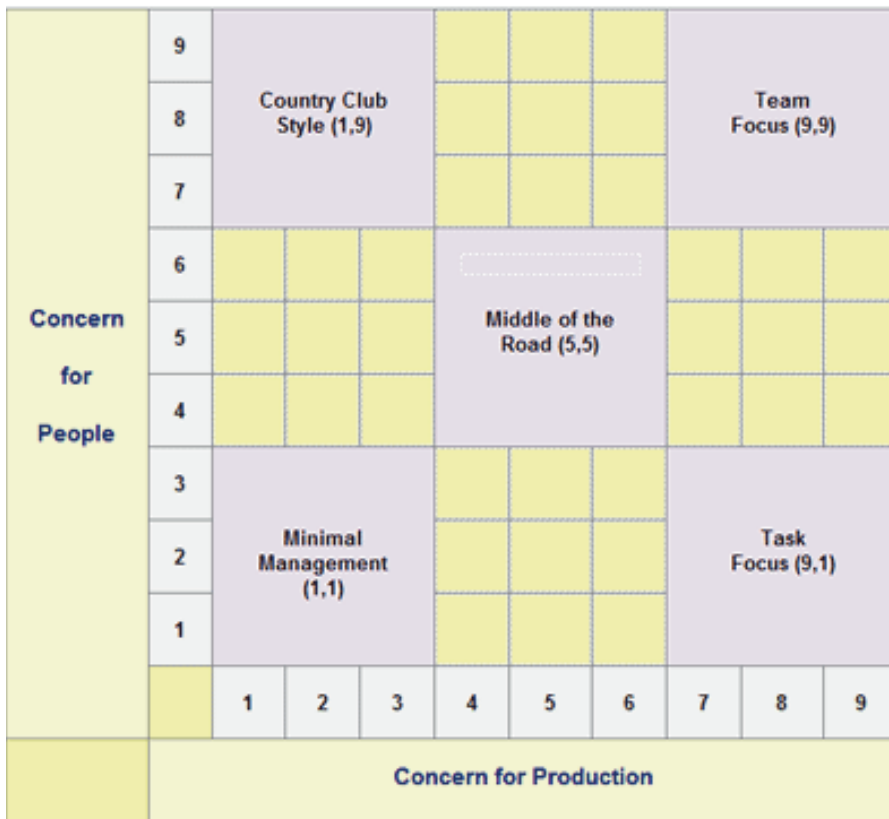 9
Country Club
Style (1,9)
Team
Focus (9,9)
8
7
6
Concern
for
People
5
Middle of the
Road (5,5)
4
3
Minimal
Management
(1,1)
Task
Focus (9,1)
2
1
1 2 3 4 5 6 7 8 9
Concern for Production